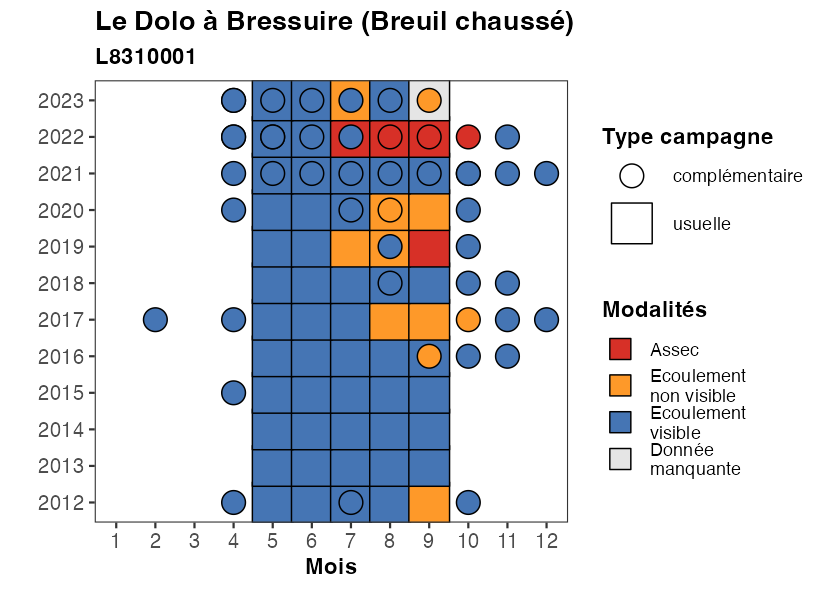 Le Dolo à Bressuire (Breuil chaussé)
L8310001
2023
2022
2021
2020
2019
2018
2017
2016
2015
2014
2013
2012
1 2 3 4 5 6 7 8 9 10 11 12
Mois
Type campagne
complémentaire
usuelle
Modalités
Assec
Ecoulement
non visible
Ecoulement
visible
Donnée
manquante